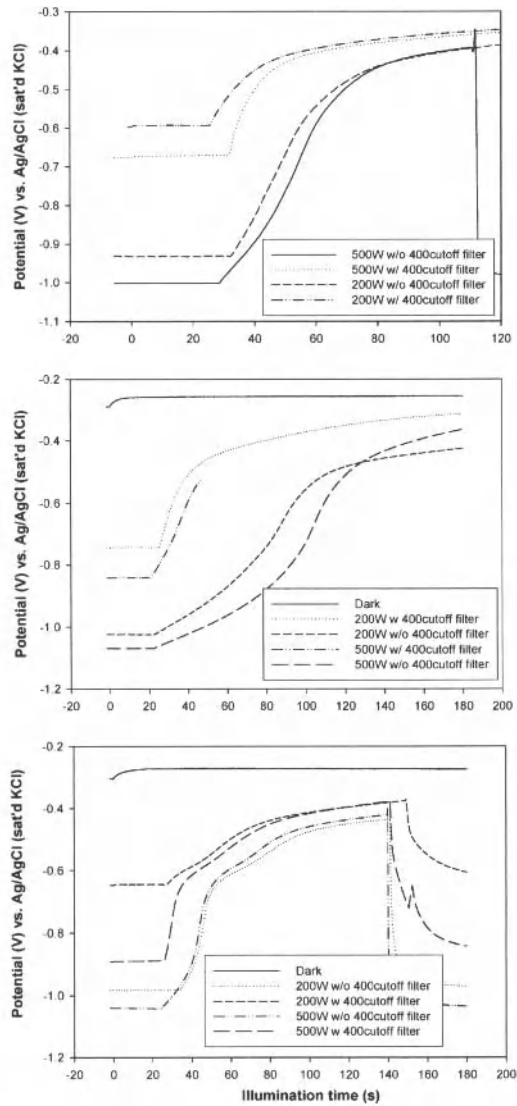 -0.3
-0.4
-0.5
-0.6
-0.7
-0.8
-0.9
-1.0
-1.1
Potential (V) vs. Ag/AgCl (sat'd KCl)
500W w/o 400cutoff filter
500W w/ 400cutoff filter
200W w/o 400cutoff filter
200W w/ 400cutoff filter
-20 0 20 40 60 80 100 120
-0.2
-0.4
-0.6
-0.8
-1.0
-1.2
Potential (V) vs. Ag/AgCl (sat'd KCl)
Dark
200W w 400cutoff filter
200W w/o 400cutoff filter
500W w/ 400cutoff filter
500W w/o 400cutoff filter
-20 0 20 40 60 80 100 120 140 160 180 200
-0.2
-0.4
-0.6
-0.8
-1.0
-1.2
Potential (V) vs. Ag/AgCl (sat'd KCl)
Dark
200W w/o 400cutoff filter
200W w 400cutoff filter
500W w/o 400cutoff filter
500W w 400cutoff filter
-20 0 20 40 60 80 100 120 140 160 180 200
Illumination time (s)